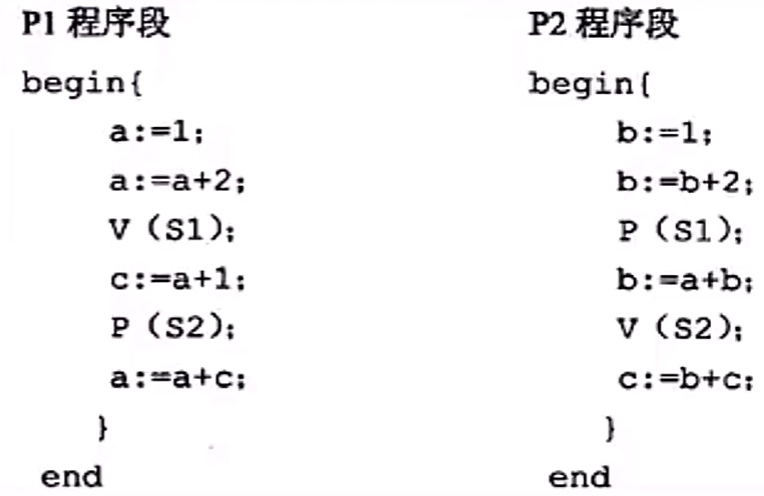 P1 程序段
begin{
a:=1;
a:=a+2;
V (S1);
c:=a+1;
P (S2);
a:=a+c;
}
end
P2 程序段
begin{
b:=1;
b:=b+2;
P (S1);
b:=a+b;
V (S2);
c:=b+c;
}
end